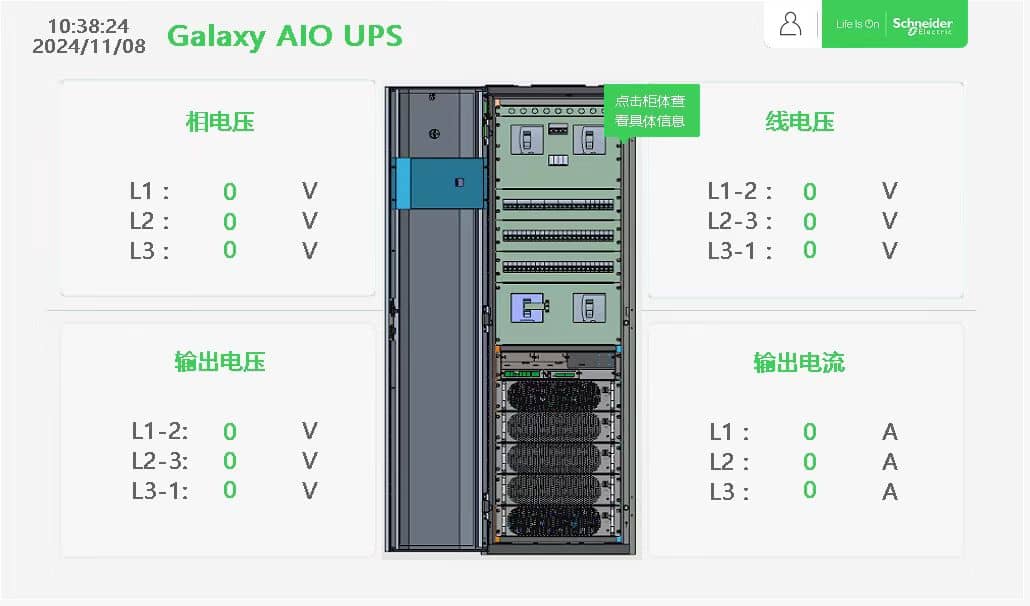 10:38:24
2024/11/08
Galaxy AIO UPS
Life Is On
Schneider
Electric
点击柜体查
看具体信息
相电压
L1 : 0 V
L2 : 0 V
L3 : 0 V
线电压
L1-2 : 0 V
L2-3 : 0 V
L3-1 : 0 V
输出电压
L1-2: 0 V
L2-3: 0 V
L3-1: 0 V
输出电流
L1 : 0 A
L2 : 0 A
L3 : 0 A